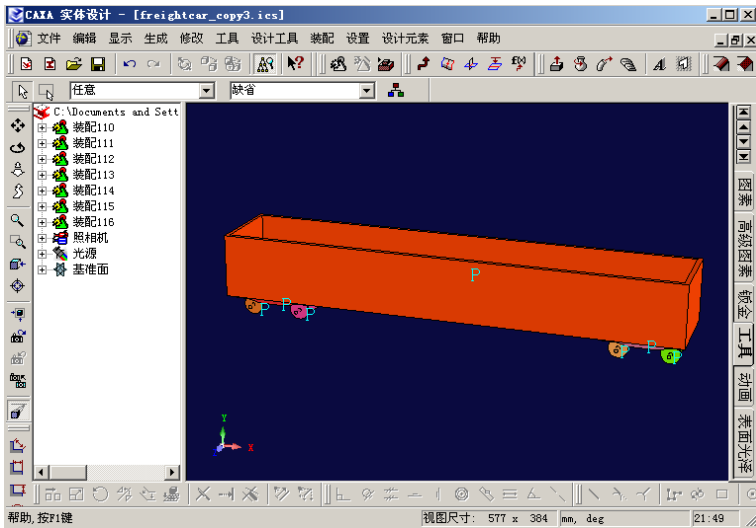 CAXA 实体设计 - [freightcar_copy3.ics]
文件 编辑 显示 生成 修改 工具 设计工具 装配 设置 设计元素 窗口 帮助
任意 缺省
C:\Documents and Sett
装配110
装配111
装配112
装配113
装配114
装配115
装配116
照相机
光源
基准面
P
P P P P P P
Y
X
图素
高级图素
钣金
工具
动画
表面光泽
帮助,按F1键 视图尺寸: 577 x 384 mm, deg 21:49